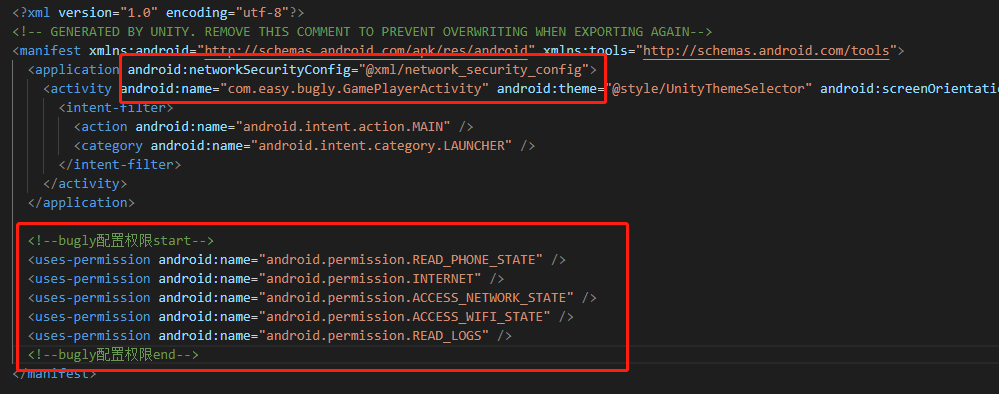 <?xml version="1.0" encoding="utf-8"?>
<!-- GENERATED BY UNITY. REMOVE THIS COMMENT TO PREVENT OVERWRITING WHEN EXPORTING AGAIN-->
<manifest xmlns:android="http://schemas.android.com/apk/res/android" xmlns:tools="http://schemas.android.com/tools">
<application android:networkSecurityConfig="@xml/network_security_config">
<activity android:name="com.easy.bugly.GamePlayerActivity" android:theme="@style/UnityThemeSelector" android:screenOrientatio
<intent-filter>
<action android:name="android.intent.action.MAIN" />
<category android:name="android.intent.category.LAUNCHER" />
</intent-filter>
</activity>
</application>
<!--bugly配置权限start-->
<uses-permission android:name="android.permission.READ_PHONE_STATE" />
<uses-permission android:name="android.permission.INTERNET" />
<uses-permission android:name="android.permission.ACCESS_NETWORK_STATE" />
<uses-permission android:name="android.permission.ACCESS_WIFI_STATE" />
<uses-permission android:name="android.permission.READ_LOGS" />
<!--bugly配置权限end-->
</manifest>